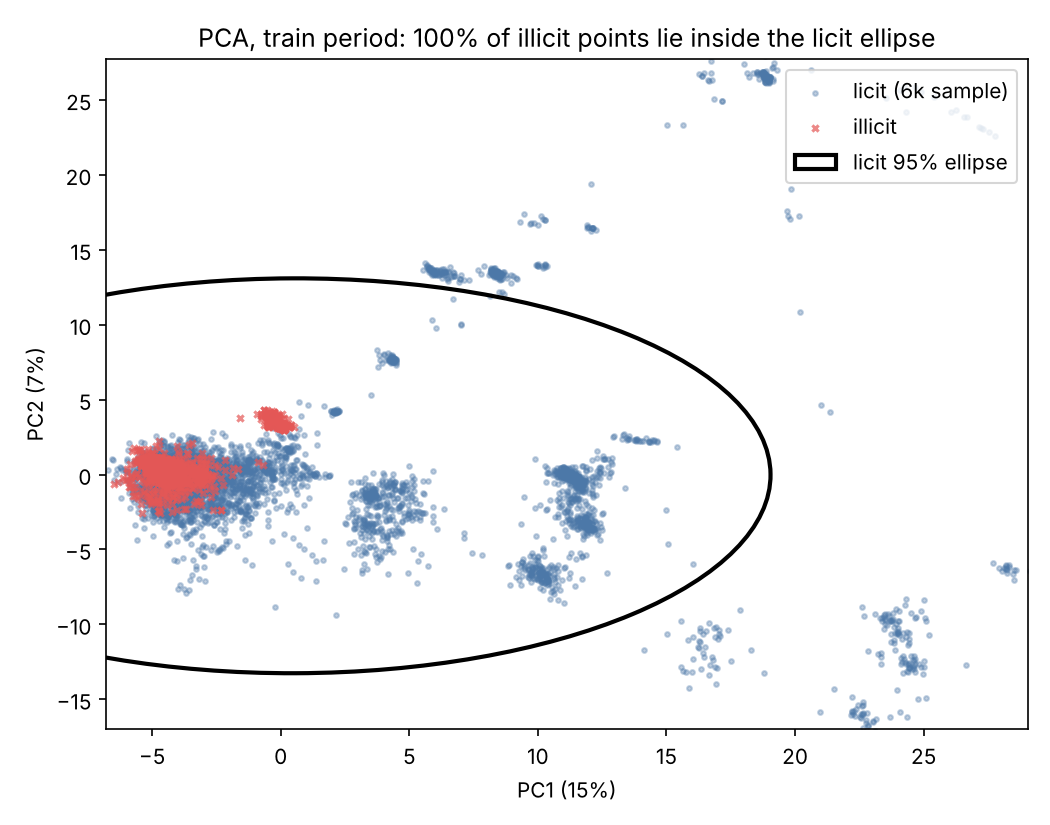 PCA, train period: 100% of illicit points lie inside the licit ellipse
licit (6k sample)
illicit
licit 95% ellipse
25
20
15
10
5
0
−5
−10
−15
PC2 (7%)
−5
0
5
10
15
20
25
PC1 (15%)